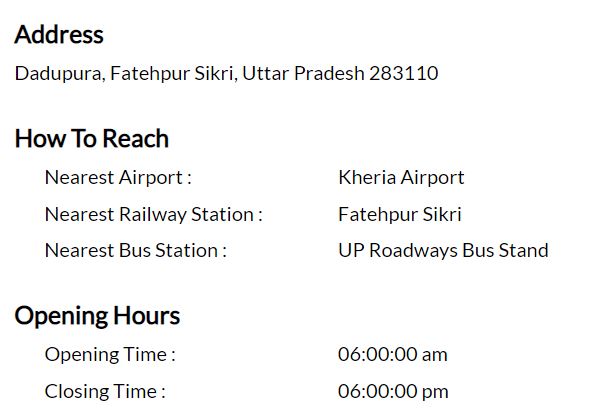 Address
Dadupura, Fatehpur Sikri, Uttar Pradesh 283110
How To Reach
Nearest Airport : Kheria Airport
Nearest Railway Station : Fatehpur Sikri
Nearest Bus Station : UP Roadways Bus Stand
Opening Hours
Opening Time : 06:00:00 am
Closing Time : 06:00:00 pm